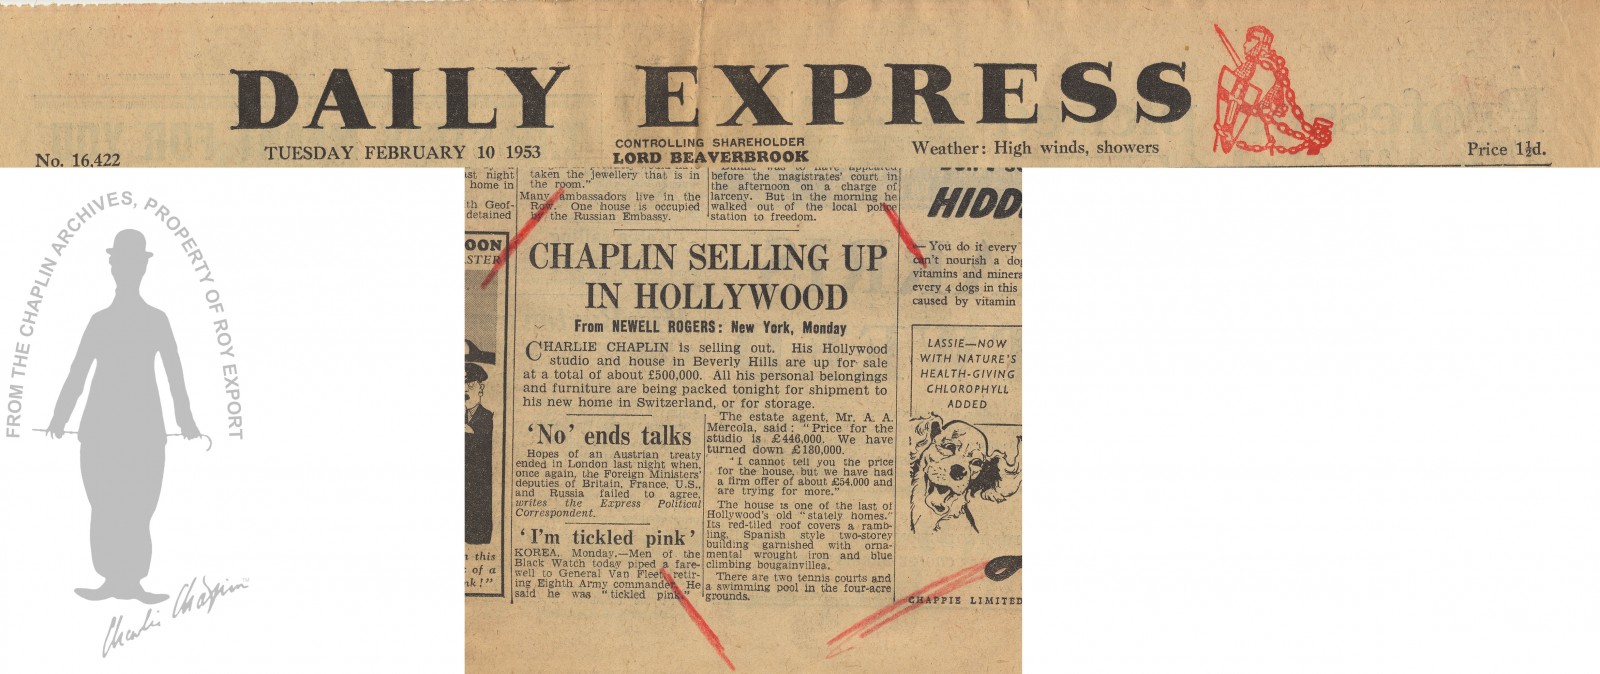 DAILY EXPRESS
No. 16,422
TUESDAY FEBRUARY 10 1953
CONTROLLING SHAREHOLDER
LORD BEAVERBROOK
Weather: High winds, showers
Price 1½d.
FROM THE CHAPLIN ARCHIVES, PROPERTY OF ROY EXPORT
Charlie Chaplin
TM
ast night
home in
th Geof-
detained
OON
STER
this
of a
nk!"
taken the jewellery that is in
the room."
Many ambassadors live in the
Row. One house is occupied
by the Russian Embassy.
before the magistrates' court in
the afternoon on a charge of
larceny. But in the morning he
walked out of the local police
station to freedom.
CHAPLIN SELLING UP
IN HOLLYWOOD
From NEWELL ROGERS: New York, Monday
CHARLIE CHAPLIN is selling out. His Hollywood
studio and house in Beverly Hills are up for sale
at a total of about £500,000. All his personal belongings
and furniture are being packed tonight for shipment to
his new home in Switzerland, or for storage.
'No' ends talks
Hopes of an Austrian treaty
ended in London last night when,
once again, the Foreign Ministers'
deputies of Britain, France, U.S.,
and Russia failed to agree,
writes the Express Political
Correspondent.
'I'm tickled pink'
KOREA, Monday.—Men of the
Black Watch today piped a fare-
well to General Van Fleet, retir-
ing Eighth Army commander. He
said he was "tickled pink."
The estate agent, Mr. A. A.
Mercola, said: "Price for the
studio is £446,000. We have
turned down £180,000.
"I cannot tell you the price
for the house, but we have had
a firm offer of about £54,000 and
are trying for more."
The house is one of the last of
Hollywood's old "stately homes."
Its red-tiled roof covers a ramb-
ling, Spanish style two-storey
building garnished with orna-
mental wrought iron and blue
climbing bougainvillea.
There are two tennis courts and
a swimming pool in the four-acre
grounds.
HIDD
— You do it every
can't nourish a dog
vitamins and minera
every 4 dogs in this
caused by vitamin
LASSIE—NOW
WITH NATURE'S
HEALTH-GIVING
CHLOROPHYLL
ADDED
CHAPPIE LIMITED